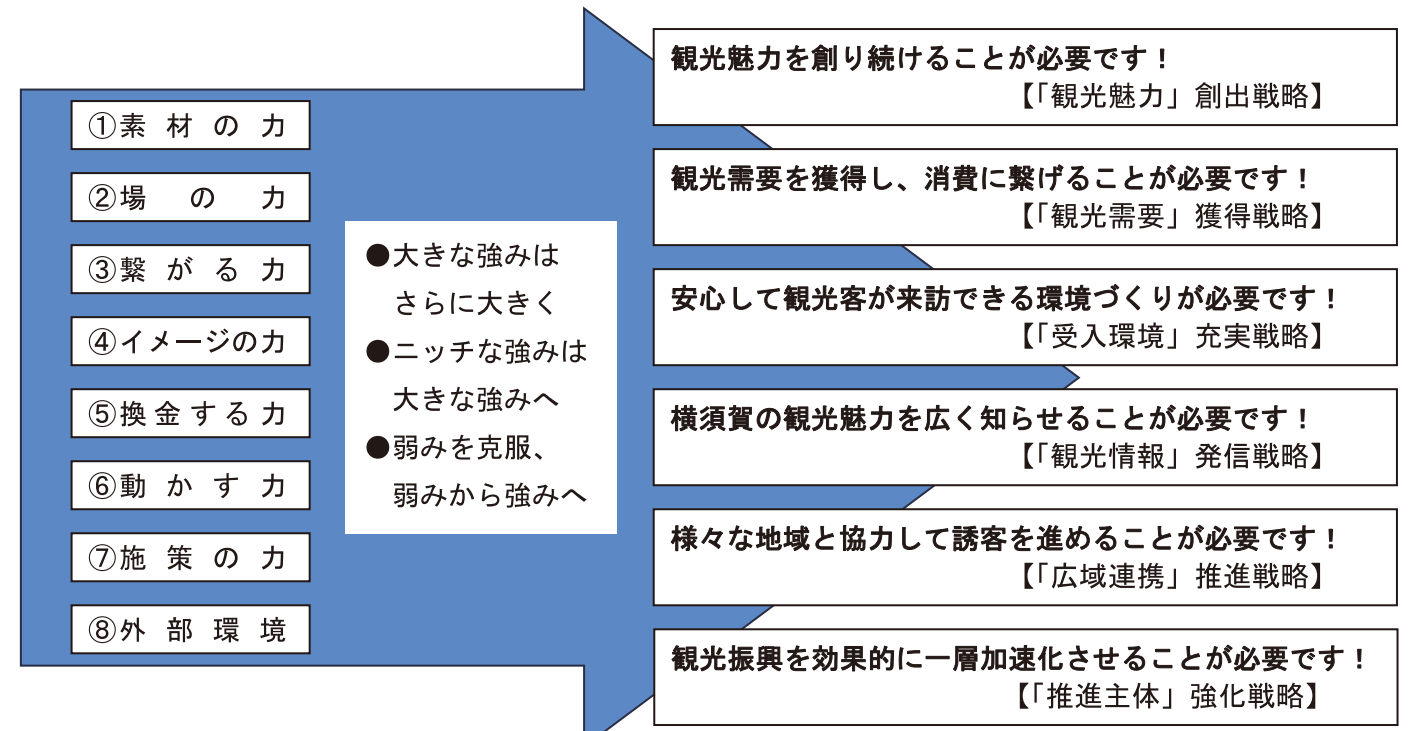 ①素材の力
②場の力
③繋がる力
④イメージの力
⑤換金する力
⑥動かす力
⑦施策の力
⑧外部環境
●大きな強みは
さらに大きく
●ニッチな強みは
大きな強みへ
●弱みを克服、
弱みから強みへ
観光魅力を創り続けることが必要です！
【「観光魅力」創出戦略】
観光需要を獲得し、消費に繋げることが必要です！
【「観光需要」獲得戦略】
安心して観光客が来訪できる環境づくりが必要です！
【「受入環境」充実戦略】
横須賀の観光魅力を広く知らせることが必要です！
【「観光情報」発信戦略】
様々な地域と協力して誘客を進めることが必要です！
【「広域連携」推進戦略】
観光振興を効果的に一層加速化させることが必要です！
【「推進主体」強化戦略】